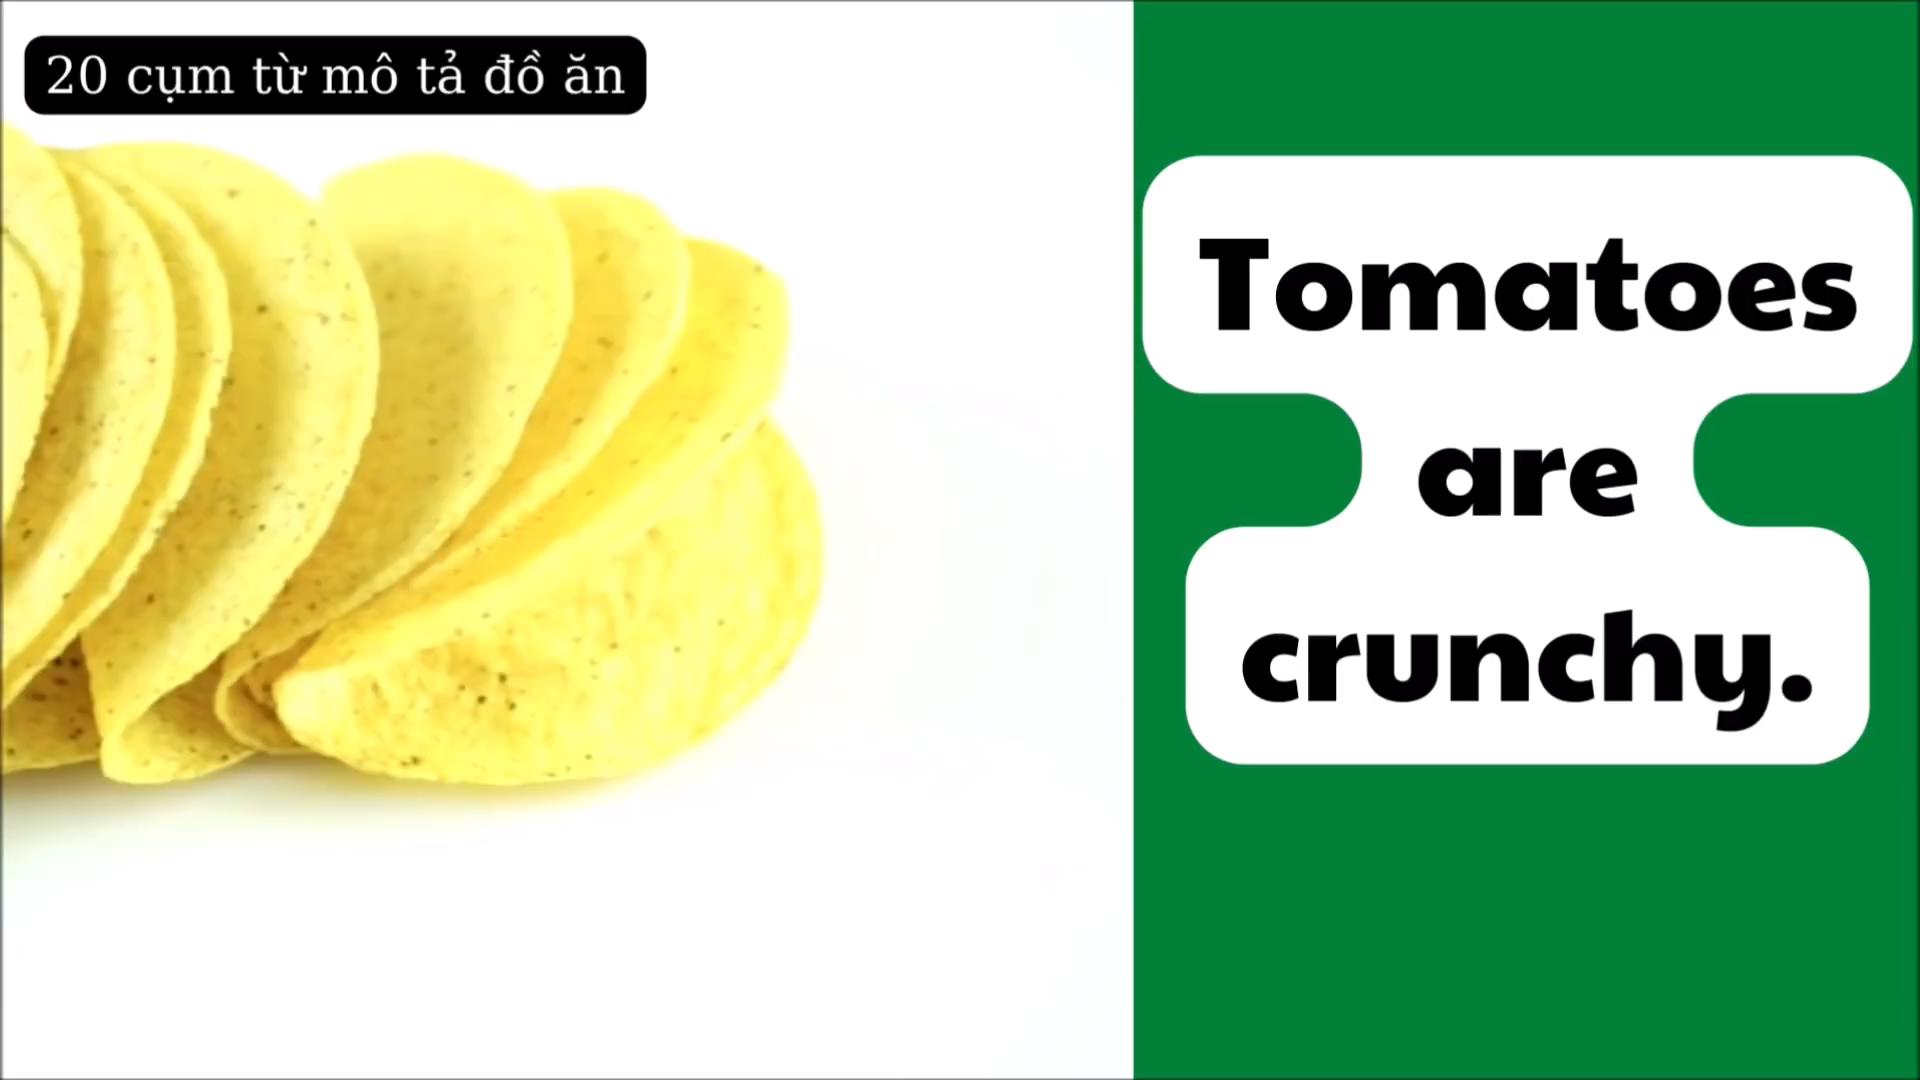 20 cụm từ mô tả đồ ăn
Tomatoes
are
crunchy.